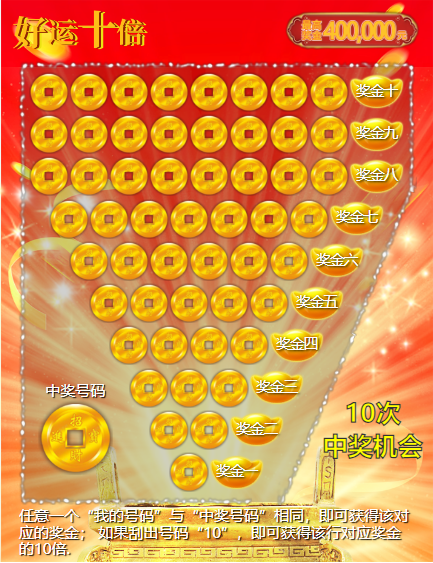 好运十倍
最高奖金400,000元
奖金十
奖金九
奖金八
奖金七
奖金六
奖金五
奖金四
奖金三
中奖号码
奖金二
10次
中奖机会
奖金一
任意一个“我的号码”与“中奖号码”相同，即可获得该对
应的奖金；如果刮出号码“10”，即可获得该行对应奖金
的10倍.